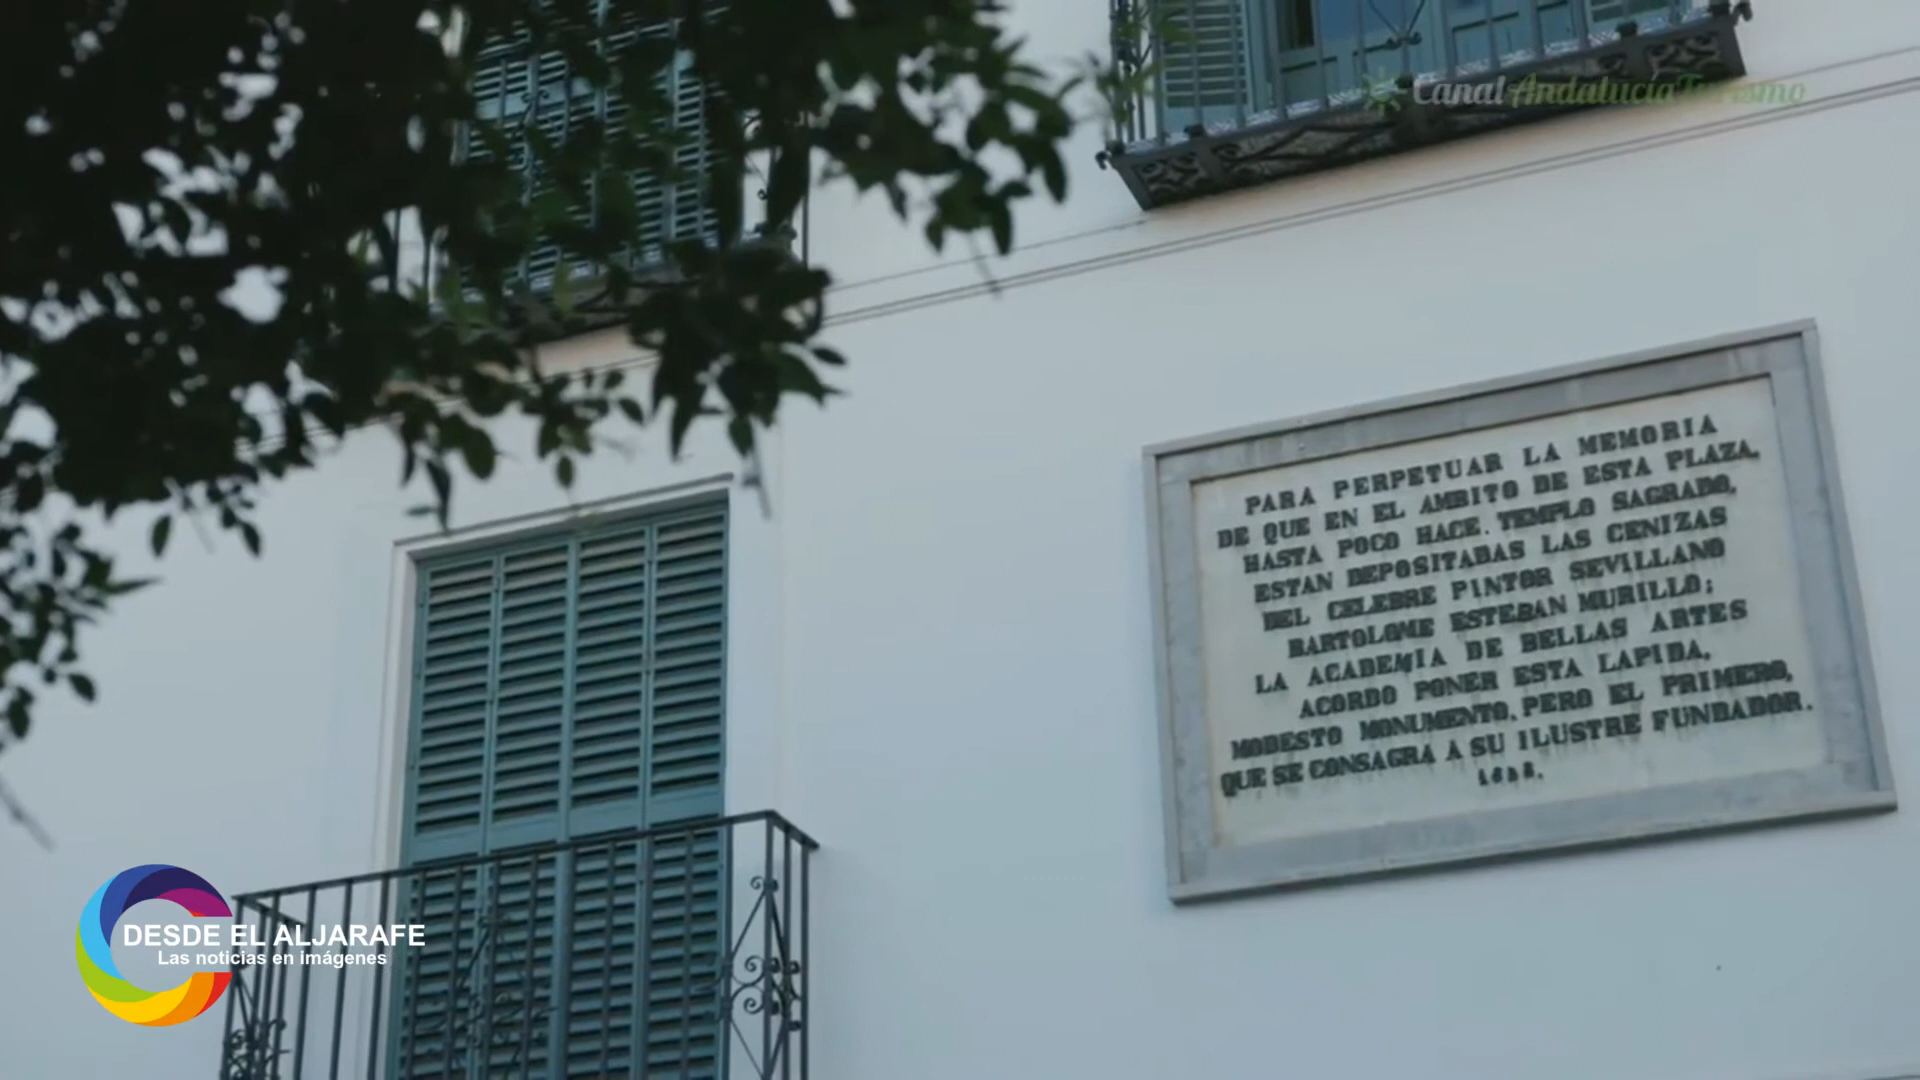 Canal Andalucía Turismo
PARA PERPETUAR LA MEMORIA
DE QUE EN EL AMBITO DE ESTA PLAZA,
HASTA POCO HACE. TEMPLO SAGRADO,
ESTAN DEPOSITADAS LAS CENIZAS
DEL CELEBRE PINTOR SEVILLANO
BARTOLOME ESTEBAN MURILLO;
LA ACADEMIA DE BELLAS ARTES
ACORDO PONER ESTA LAPIDA,
MODESTO MONUMENTO, PERO EL PRIMERO,
QUE SE CONSAGRA A SU ILUSTRE FUNDADOR.
1858.
DESDE EL ALJARAFE
Las noticias en imágenes